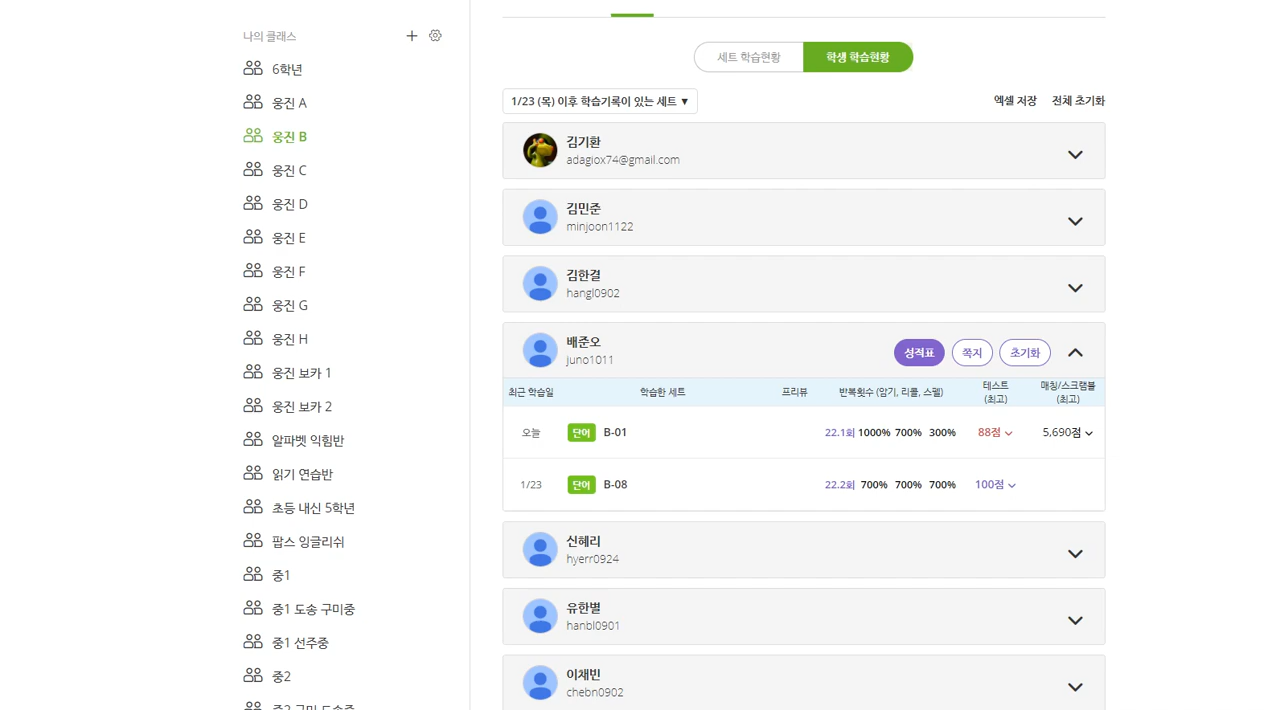 나의 클래스
6학년
웅진 A
웅진 B
웅진 C
웅진 D
웅진 E
웅진 F
웅진 G
웅진 H
웅진 보카 1
웅진 보카 2
알파벳 익힘반
읽기 연습반
초등 내신 5학년
팝스 잉글리쉬
중1
중1 도송 구미중
중1 선주중
중2
세트 학습현황 학생 학습현황
1/23 (목) 이후 학습기록이 있는 세트 ▼ 엑셀 저장 전체 초기화
김기환
adagiox74@gmail.com
김민준
minjoon1122
김한결
hangl0902
배준오
juno1011
성적표 쪽지 초기화
최근 학습일 학습한 세트 프리뷰 반복횟수 (암기, 리콜, 스펠) 테스트 (최고) 매칭/스크램블 (최고)
오늘 단어 B-01 22.1회 1000% 700% 300% 88점 5,690점
1/23 단어 B-08 22.2회 700% 700% 700% 100점
신혜리
hyerr0924
유한별
hanbl0901
이채빈
chebn0902